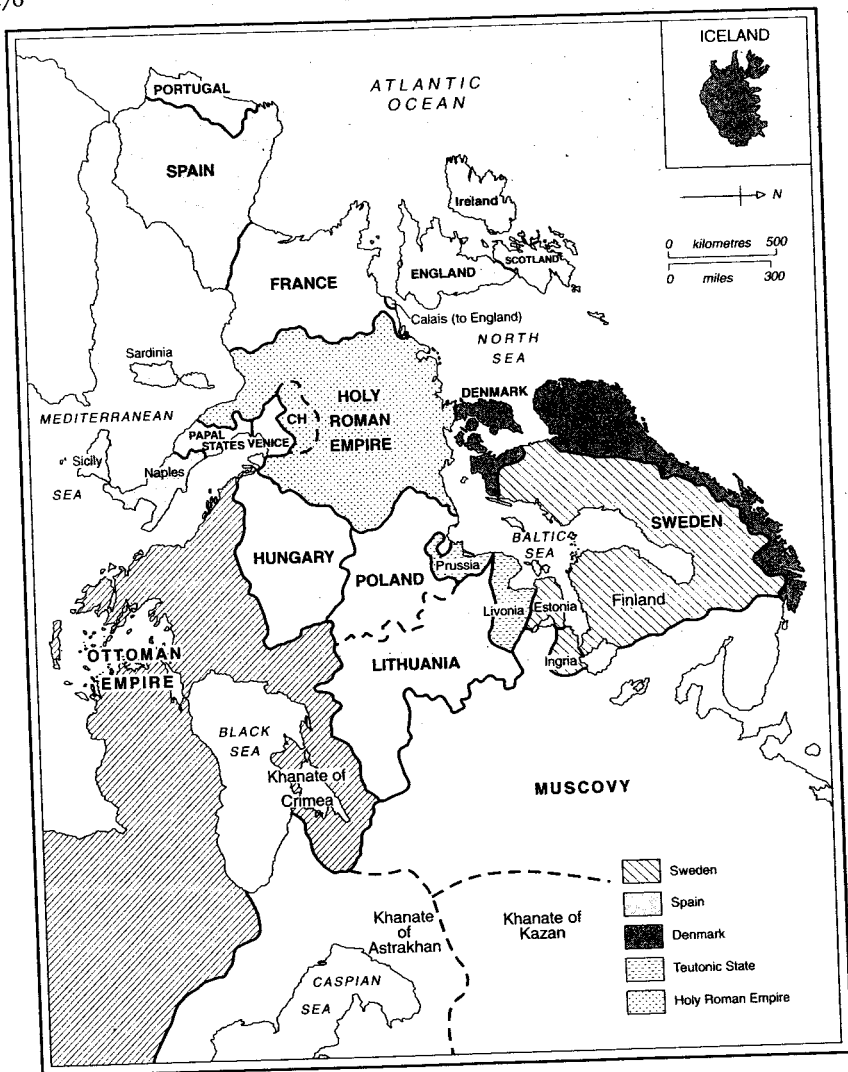 ICELAND
ATLANTIC
OCEAN
PORTUGAL
SPAIN
Ireland
N
0 kilometres 500
0 miles 300
SCOTLAND
ENGLAND
FRANCE
Calais (to England)
NORTH
SEA
Sardinia
DENMARK
HOLY
ROMAN
EMPIRE
MEDITERRANEAN
SEA
CH
PAPAL
STATES
VENICE
Sicily
Naples
SWEDEN
BALTIC
SEA
HUNGARY
POLAND
Prussia
Livonia
Estonia
Finland
Ingria
OTTOMAN
EMPIRE
LITHUANIA
BLACK
SEA
Khanate of
Crimea
MUSCOVY
Khanate
of
Astrakhan
Khanate of
Kazan
CASPIAN
SEA
Sweden
Spain
Denmark
Teutonic State
Holy Roman Empire